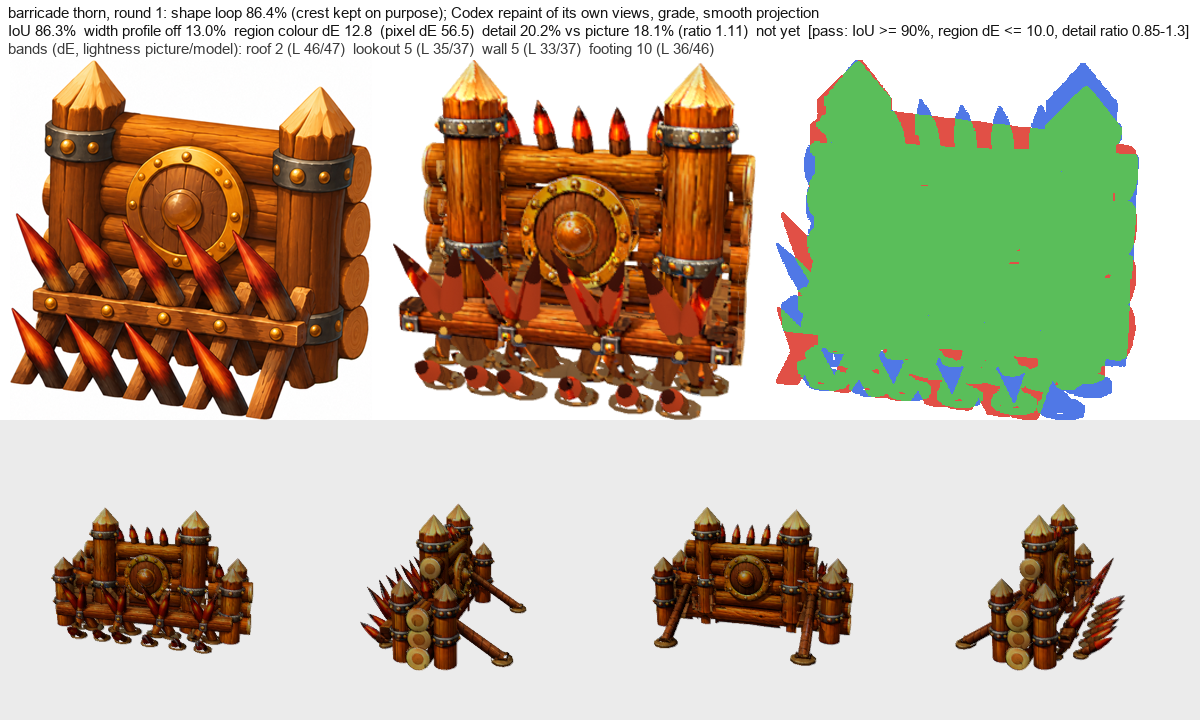 barricade thorn, round 1: shape loop 86.4% (crest kept on purpose); Codex repaint of its own views, grade, smooth projection
IoU 86.3%  width profile off 13.0%  region colour dE 12.8  (pixel dE 56.5)  detail 20.2% vs picture 18.1% (ratio 1.11)  not yet  [pass: IoU >= 90%, region dE <= 10.0, detail ratio 0.85-1.3]
bands (dE, lightness picture/model): roof 2 (L 46/47)  lookout 5 (L 35/37)  wall 5 (L 33/37)  footing 10 (L 36/46)